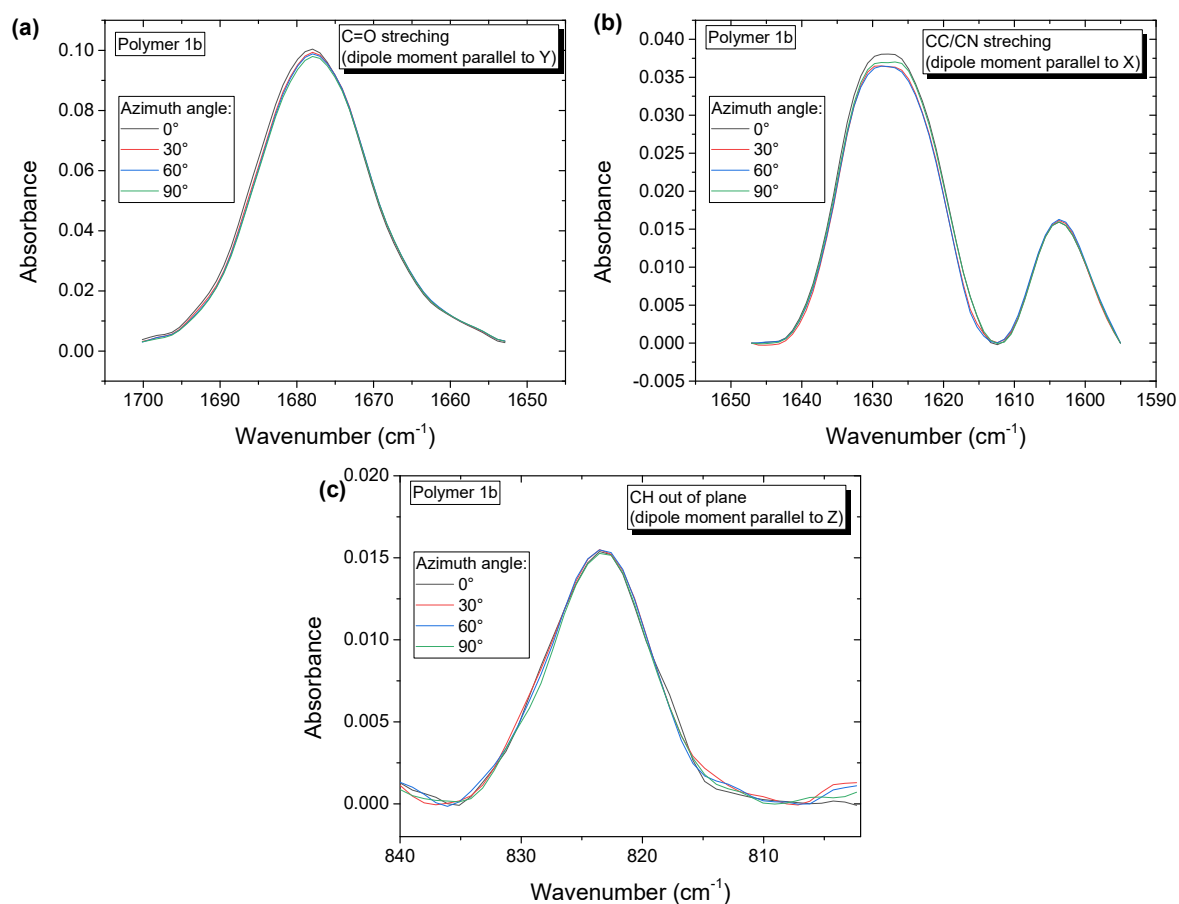 (a)
Polymer 1b
C=O streching
(dipole moment parallel to Y)
Azimuth angle:
0°
30°
60°
90°
0.10
0.08
0.06
0.04
0.02
0.00
Absorbance
1700 1690 1680 1670 1660 1650
Wavenumber (cm-1)
(b)
Polymer 1b
CC/CN streching
(dipole moment parallel to X)
Azimuth angle:
0°
30°
60°
90°
0.040
0.035
0.030
0.025
0.020
0.015
0.010
0.005
0.000
-0.005
Absorbance
1650 1640 1630 1620 1610 1600 1590
Wavenumber (cm-1)
(c)
Polymer 1b
CH out of plane
(dipole moment parallel to Z)
Azimuth angle:
0°
30°
60°
90°
0.020
0.015
0.010
0.005
0.000
Absorbance
840 830 820 810
Wavenumber (cm-1)